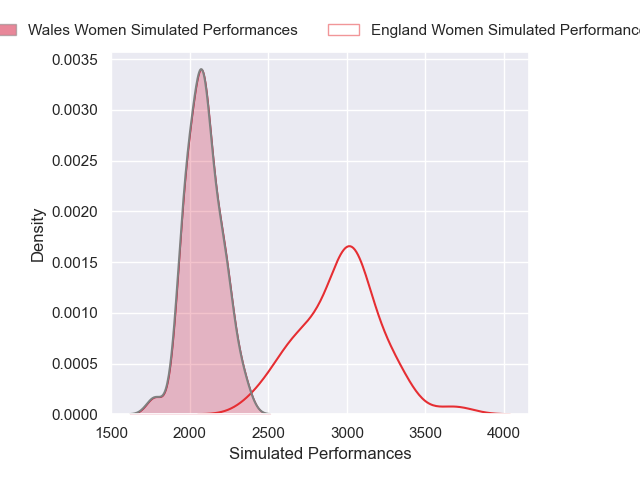 Wales Women Simulated Performances England Women Simulated
0.0035
0.0030
0.0025
0.0020
0.0015
0.0010
0.0005
0.0000
Density
1500 2000 2500 3000 3500 4000
Simulated Performances